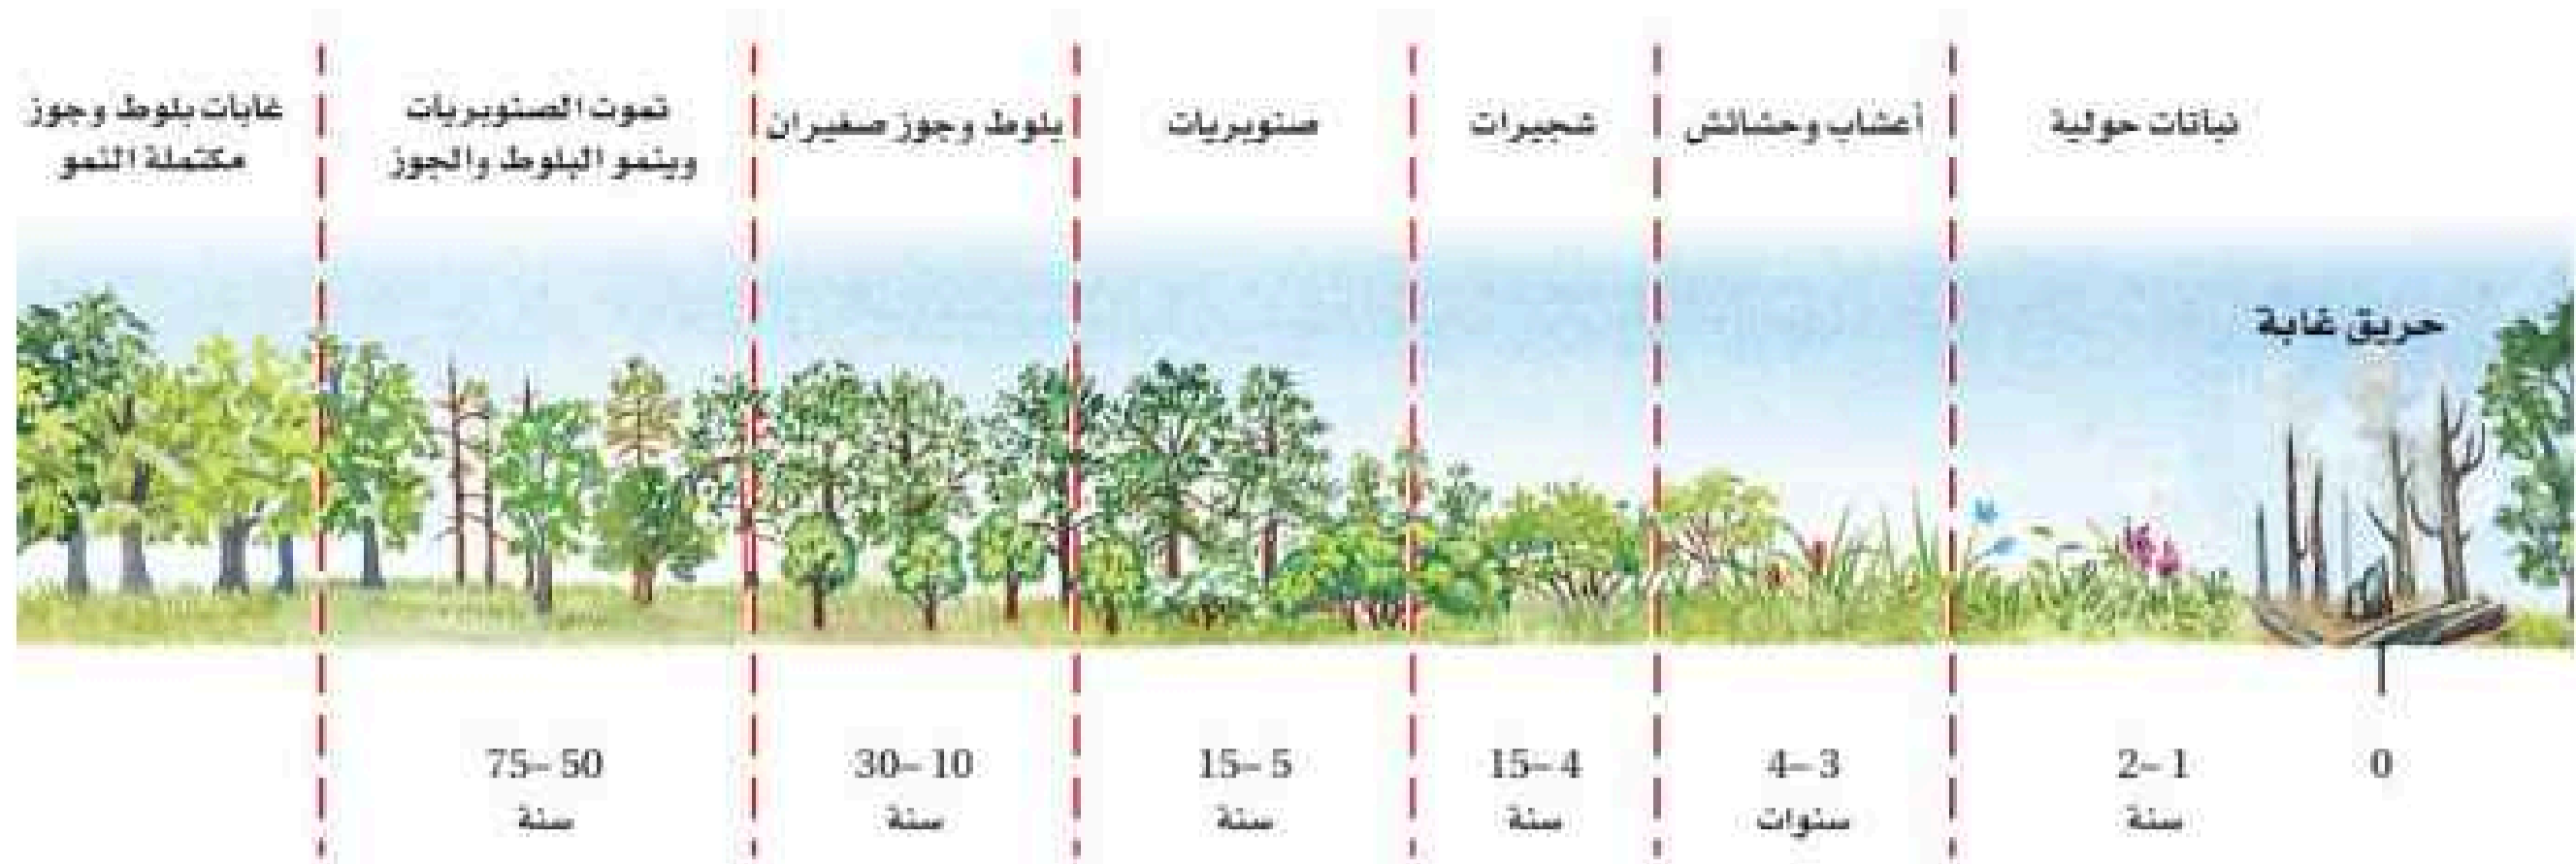 نباتات حولية
أعشاب وحشائش
شجيرات
صنوبريات
بلوط وجوز صغيران
تموت الصنوبريات
وينمو البلوط والجوز
غابات بلوط وجوز
مكتملة النمو
حريق غابة
0
1 –2
سنة
3–4
سنوات
4 –15
سنة
5 –15
سنة
10 –30
سنة
50 –75
سنة